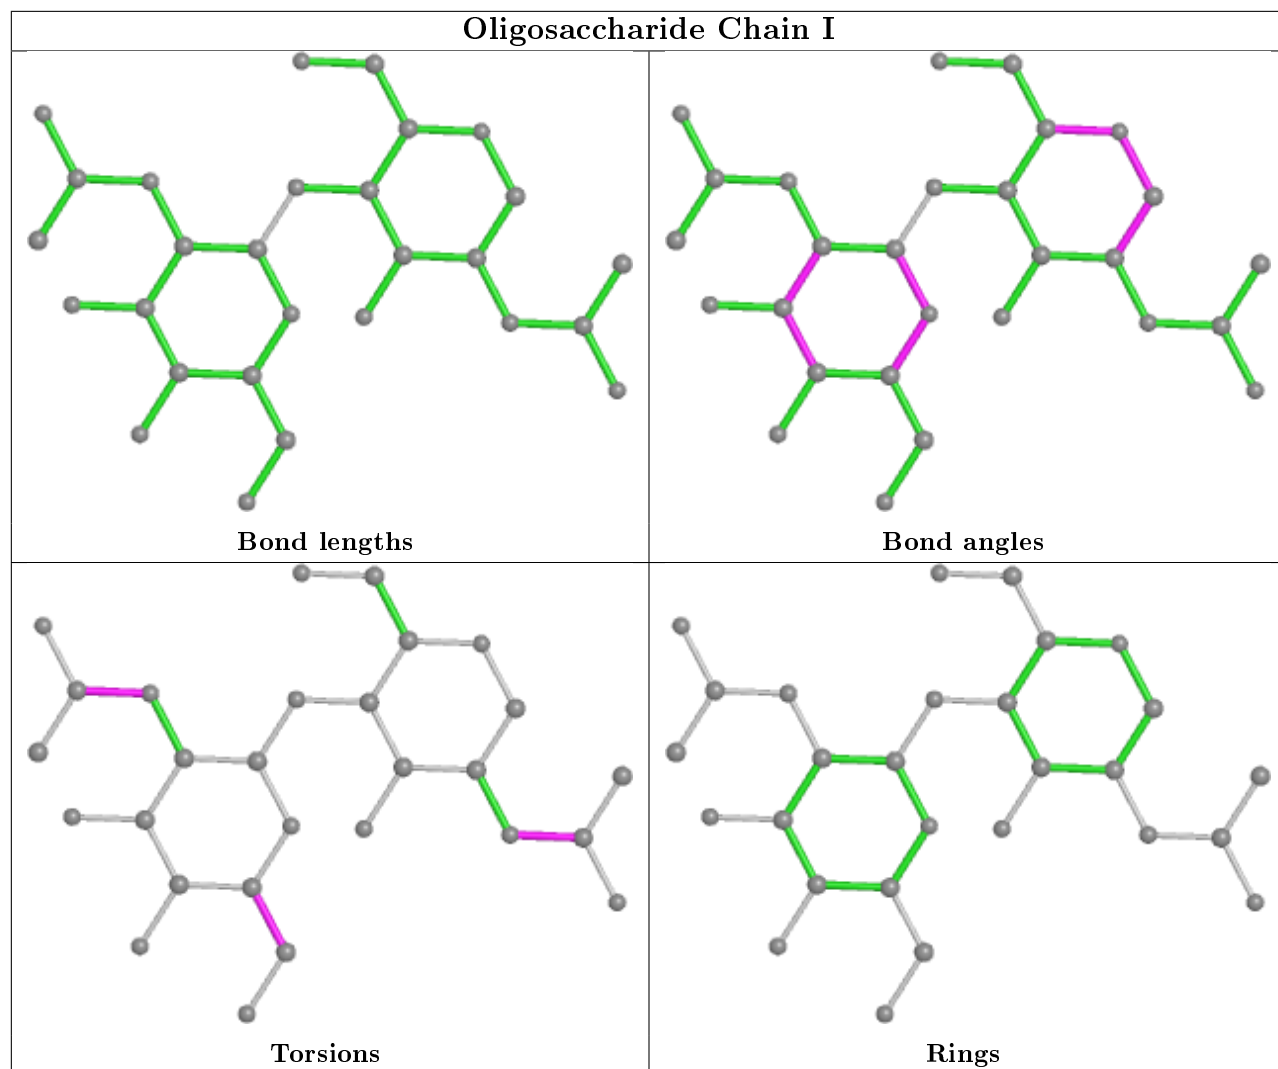 Oligosaccharide Chain I
Bond lengths
Bond angles
Torsions
Rings